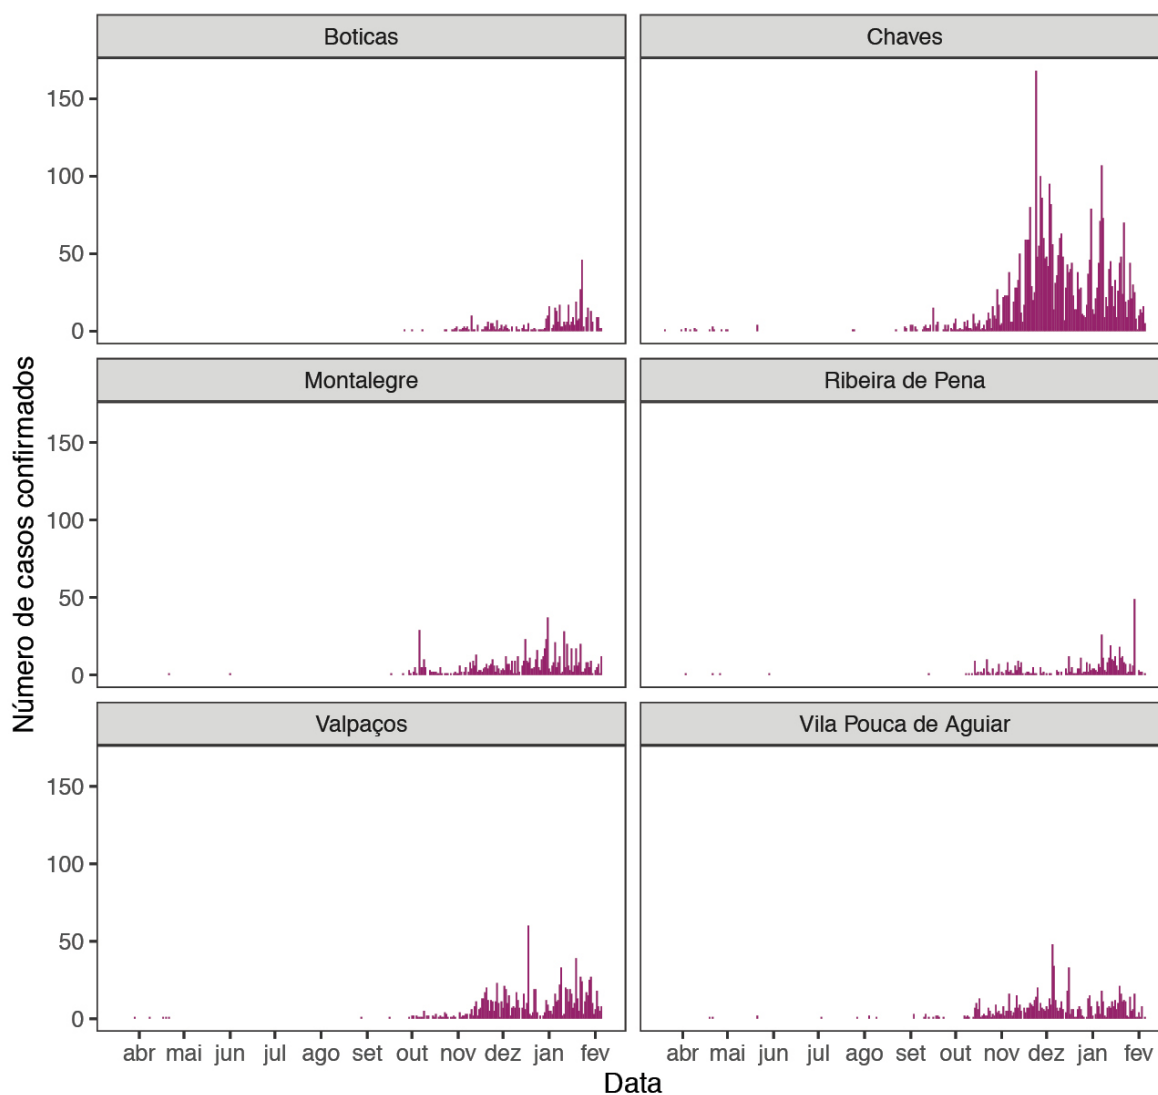 Boticas
Chaves
150
100
50
0
Montalegre
Ribeira de Pena
150
100
50
0
Valpaços
Vila Pouca de Aguiar
150
100
50
0
Número de casos confirmados
abr mai jun jul ago set out nov dez jan fev
abr mai jun jul ago set out nov dez jan fev
Data